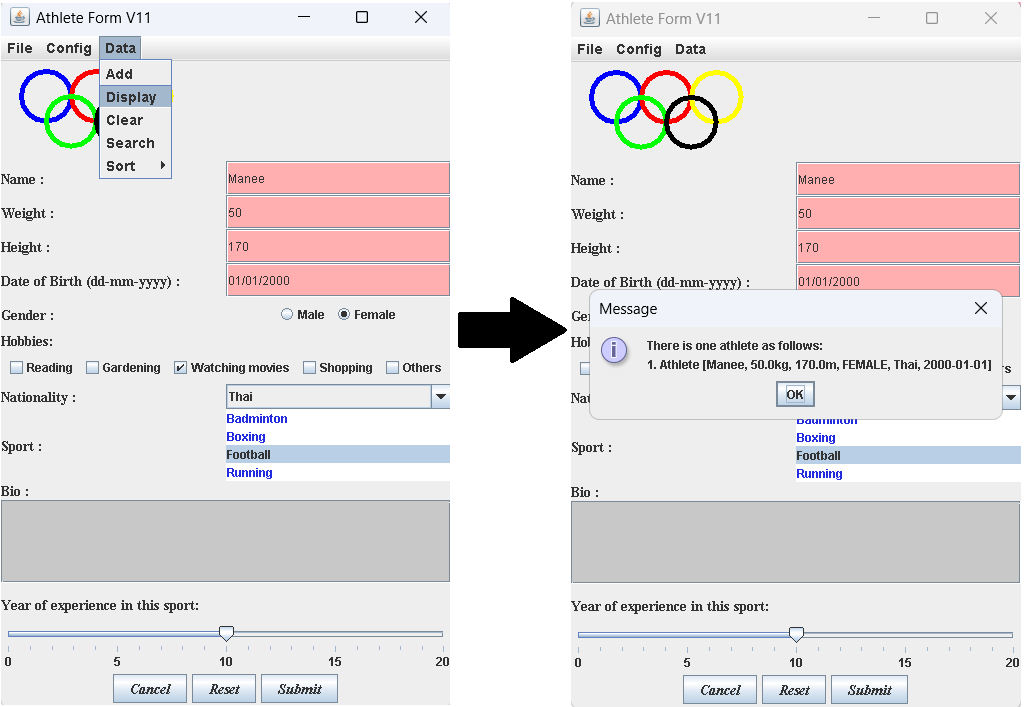 Athlete Form V11
File Config Data
Add
Display
Clear
Search
Sort
Name : Manee
Weight : 50
Height : 170
Date of Birth (dd-mm-yyyy) : 01/01/2000
Gender : Male Female
Hobbies:
Reading Gardening Watching movies Shopping Others
Nationality : Thai
Badminton
Boxing
Sport :
Football
Running
Bio :
Year of experience in this sport:
0 5 10 15 20
Cancel Reset Submit
Athlete Form V11
File Config Data
Name : Manee
Weight : 50
Height : 170
Date of Birth (dd-mm-yyyy) : 01/01/2000
Message
There is one athlete as follows:
1. Athlete [Manee, 50.0kg, 170.0m, FEMALE, Thai, 2000-01-01]
OK
Badminton
Boxing
Sport :
Football
Running
Bio :
Year of experience in this sport:
0 5 10 15 20
Cancel Reset Submit